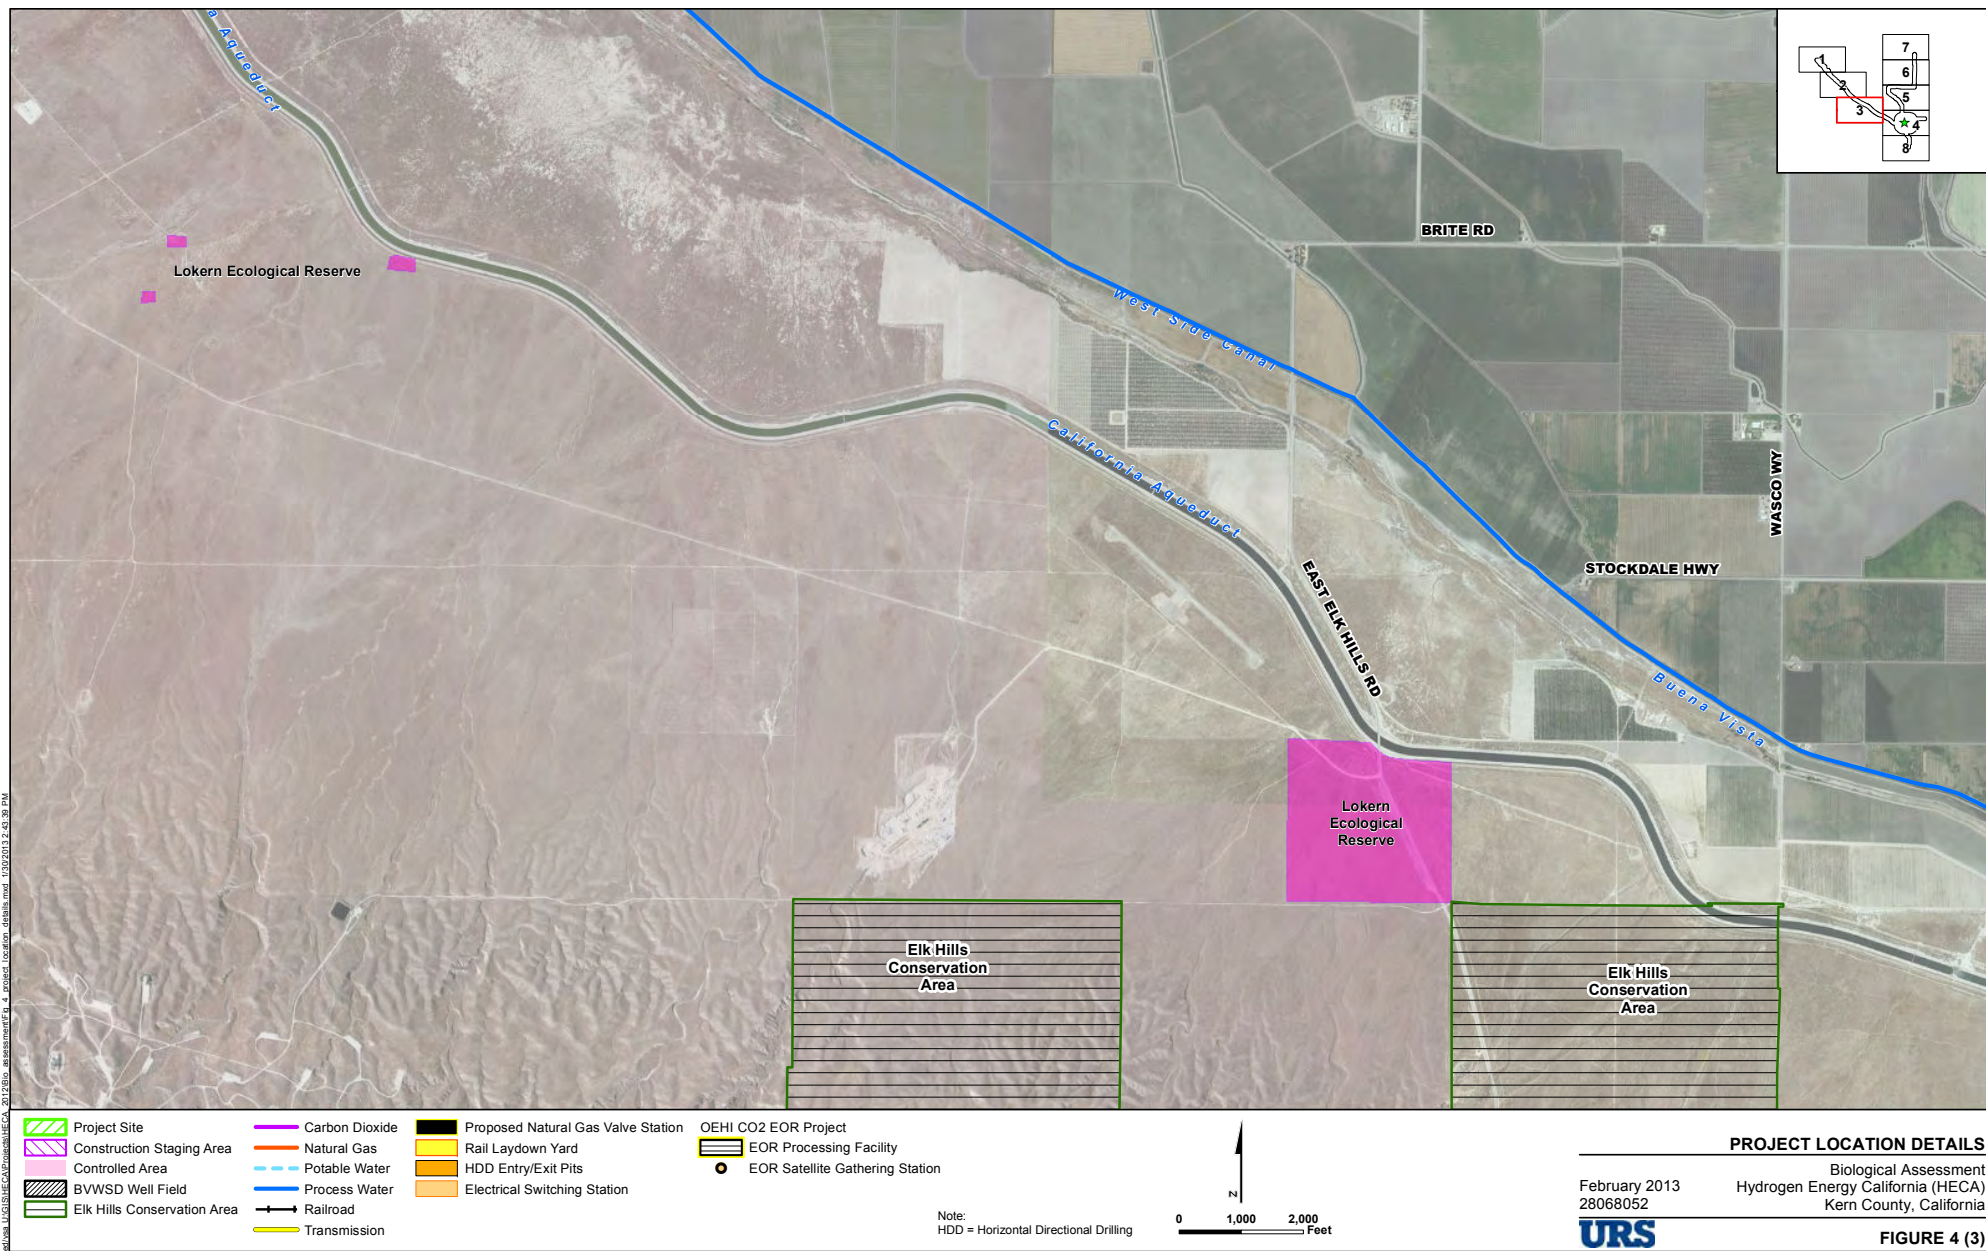 a Aqueduct
7
1
6
2
5
3
4
8
BRITE RD
Lokern Ecological Reserve
West Side Canal
California Aqueduct
WASCO WY
STOCKDALE HWY
EAST ELK HILLS RD
Buena Vista
Lokern
Ecological
Reserve
Elk Hills
Conservation
Area
Elk Hills
Conservation
Area
Project Site
Construction Staging Area
Controlled Area
BVWSD Well Field
Elk Hills Conservation Area
Carbon Dioxide
Natural Gas
Potable Water
Process Water
Railroad
Transmission
Proposed Natural Gas Valve Station
Rail Laydown Yard
HDD Entry/Exit Pits
Electrical Switching Station
OEHI CO2 EOR Project
EOR Processing Facility
EOR Satellite Gathering Station
Note:
HDD = Horizontal Directional Drilling
N
0 1,000 2,000
Feet
PROJECT LOCATION DETAILS
Biological Assessment
February 2013 Hydrogen Energy California (HECA)
28068052 Kern County, California
URS FIGURE 4 (3)